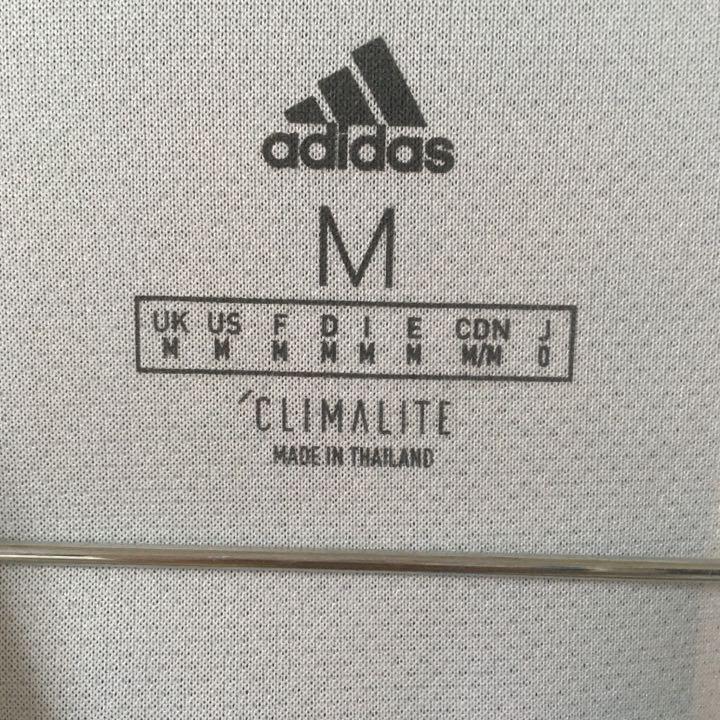 adidas
M
UK US F D I E CDN J
M M M M M M M/M O
CLIMALITE
MADE IN THAILAND